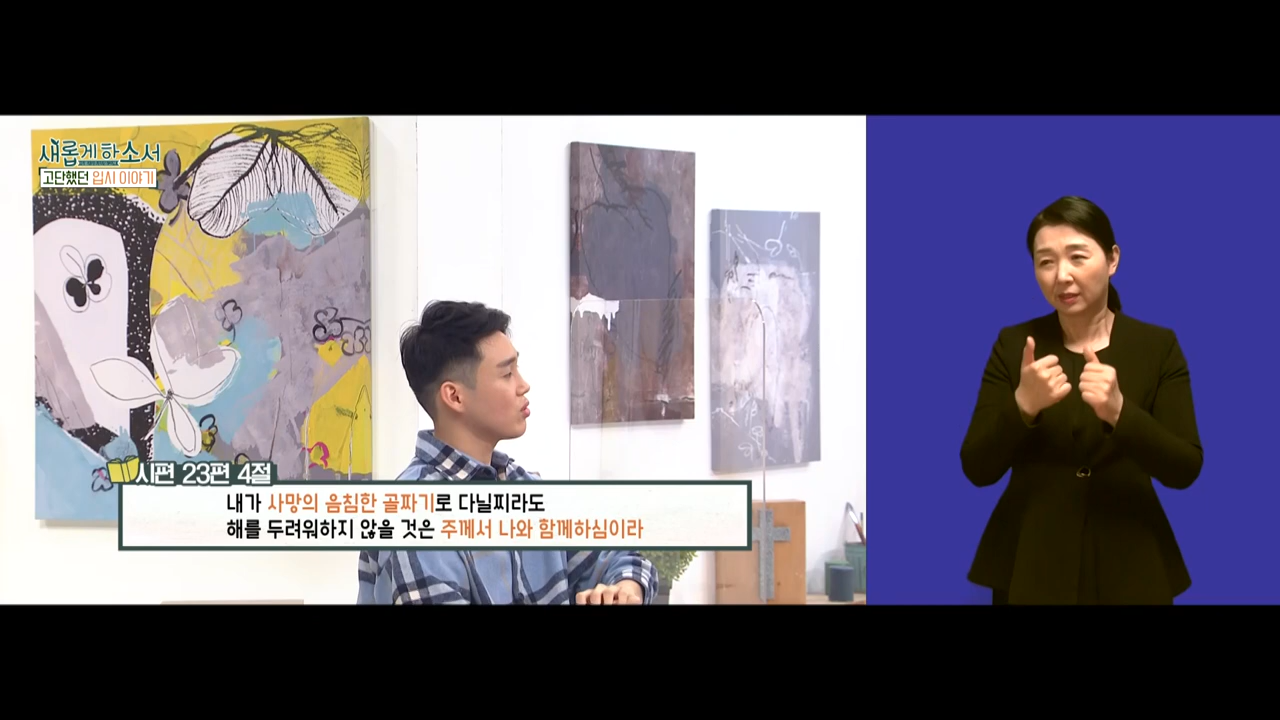 새롭게 하소서
고단했던 입시 이야기
시편 23편 4절
내가 사망의 음침한 골짜기로 다닐찌라도
해를 두려워하지 않을 것은 주께서 나와 함께하심이라